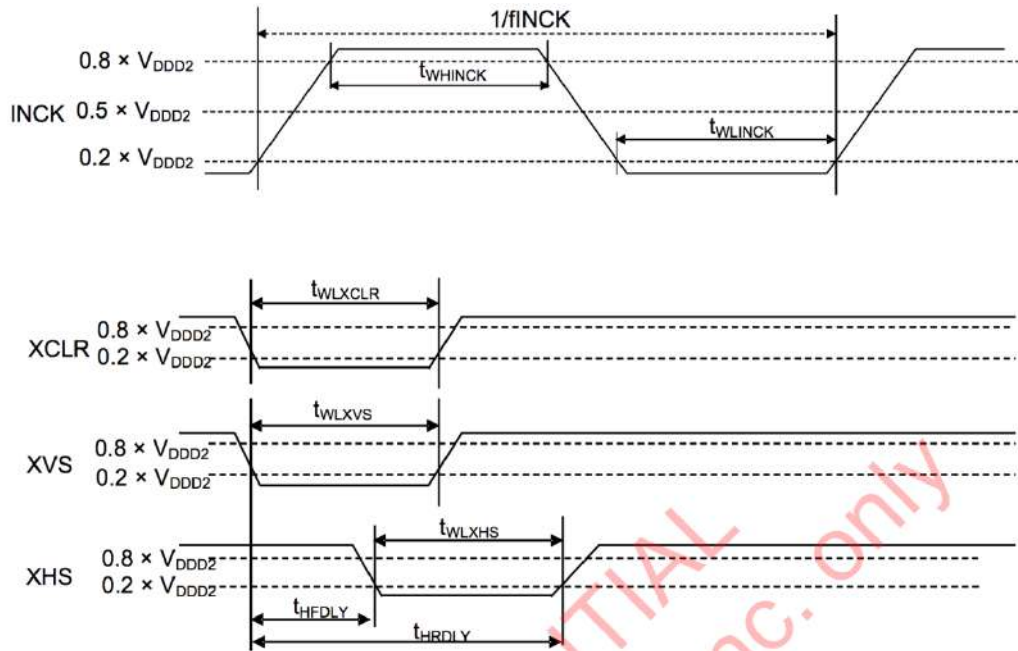 1/fINCK
0.8 × VDDD2
tWHINCK
INCK 0.5 × VDDD2
tWLINCK
0.2 × VDDD2
tWLXCLR
0.8 × VDDD2
XCLR
0.2 × VDDD2
tWLXVS
0.8 × VDDD2
XVS
0.2 × VDDD2
tWLXHS
0.8 × VDDD2
XHS
0.2 × VDDD2
tHFDLY
tHRDLY
ITIAL
nc. only